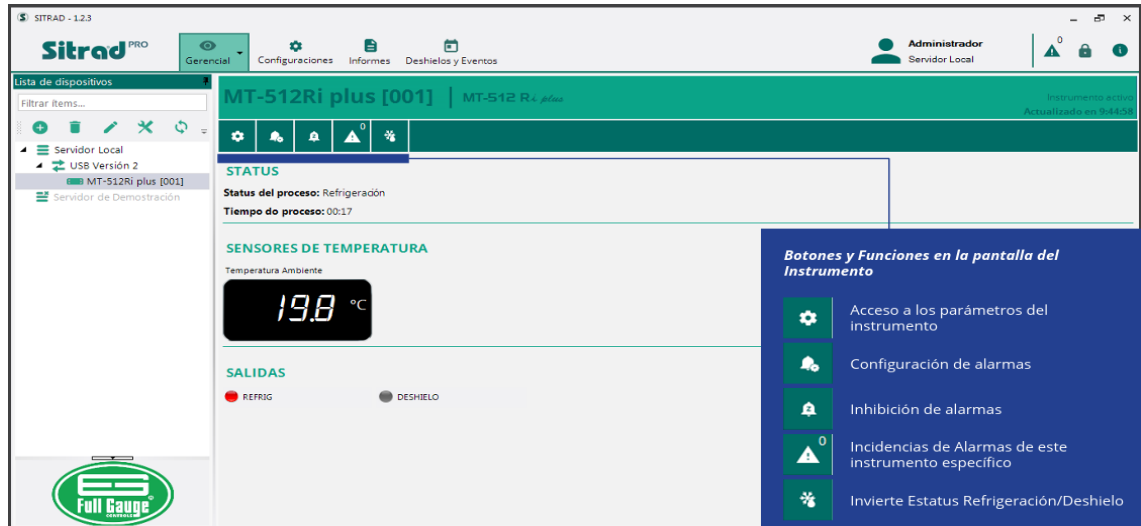 SITRAD - 1.2.3
Sitrad PRO
Gerencial
Configuraciones
Informes
Deshielos y Eventos
Administrador
Servidor Local
0
Lista de dispositivos
Filtrar ítems...
Servidor Local
USB Versión 2
MT-512Ri plus [001]
Servidor de Demostración
Full Gauge
CONTROLS
MT-512Ri plus [001] | MT-512 Ri plus
Instrumento activo
Actualizado en 9:44:58
0
STATUS
Status del proceso: Refrigeración
Tiempo do proceso: 00:17
SENSORES DE TEMPERATURA
Temperatura Ambiente
19.8 °C
SALIDAS
REFRIG
DESHIELO
Botones y Funciones en la pantalla del
Instrumento
Acceso a los parámetros del
instrumento
Configuración de alarmas
Inhibición de alarmas
0
Incidencias de Alarmas de este
instrumento específico
Invierte Estatus Refrigeración/Deshielo